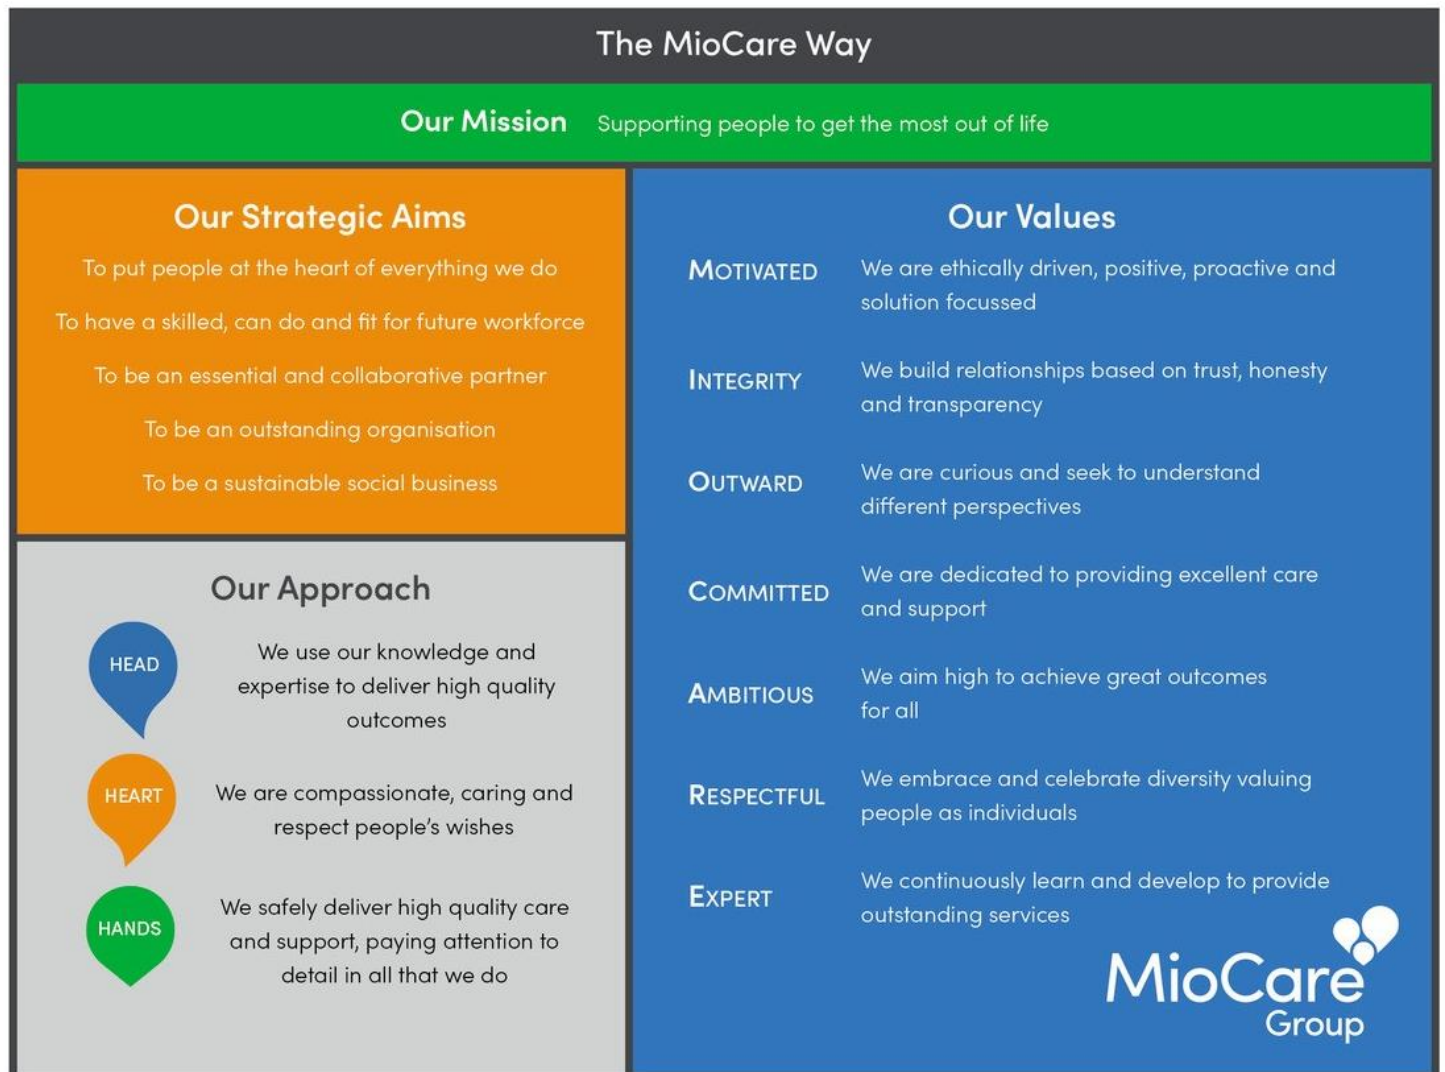 The MioCare Way
Our Mission Supporting people to get the most out of life
Our Strategic Aims
To put people at the heart of everything we do
To have a skilled, can do and fit for future workforce
To be an essential and collaborative partner
To be an outstanding organisation
To be a sustainable social business
Our Approach
HEAD
We use our knowledge and
expertise to deliver high quality
outcomes
HEART
We are compassionate, caring and
respect people’s wishes
HANDS
We safely deliver high quality care
and support, paying attention to
detail in all that we do
Our Values
MOTIVATED
We are ethically driven, positive, proactive and
solution focussed
INTEGRITY
We build relationships based on trust, honesty
and transparency
OUTWARD
We are curious and seek to understand
different perspectives
COMMITTED
We are dedicated to providing excellent care
and support
AMBITIOUS
We aim high to achieve great outcomes
for all
RESPECTFUL
We embrace and celebrate diversity valuing
people as individuals
EXPERT
We continuously learn and develop to provide
outstanding services
MioCare
Group